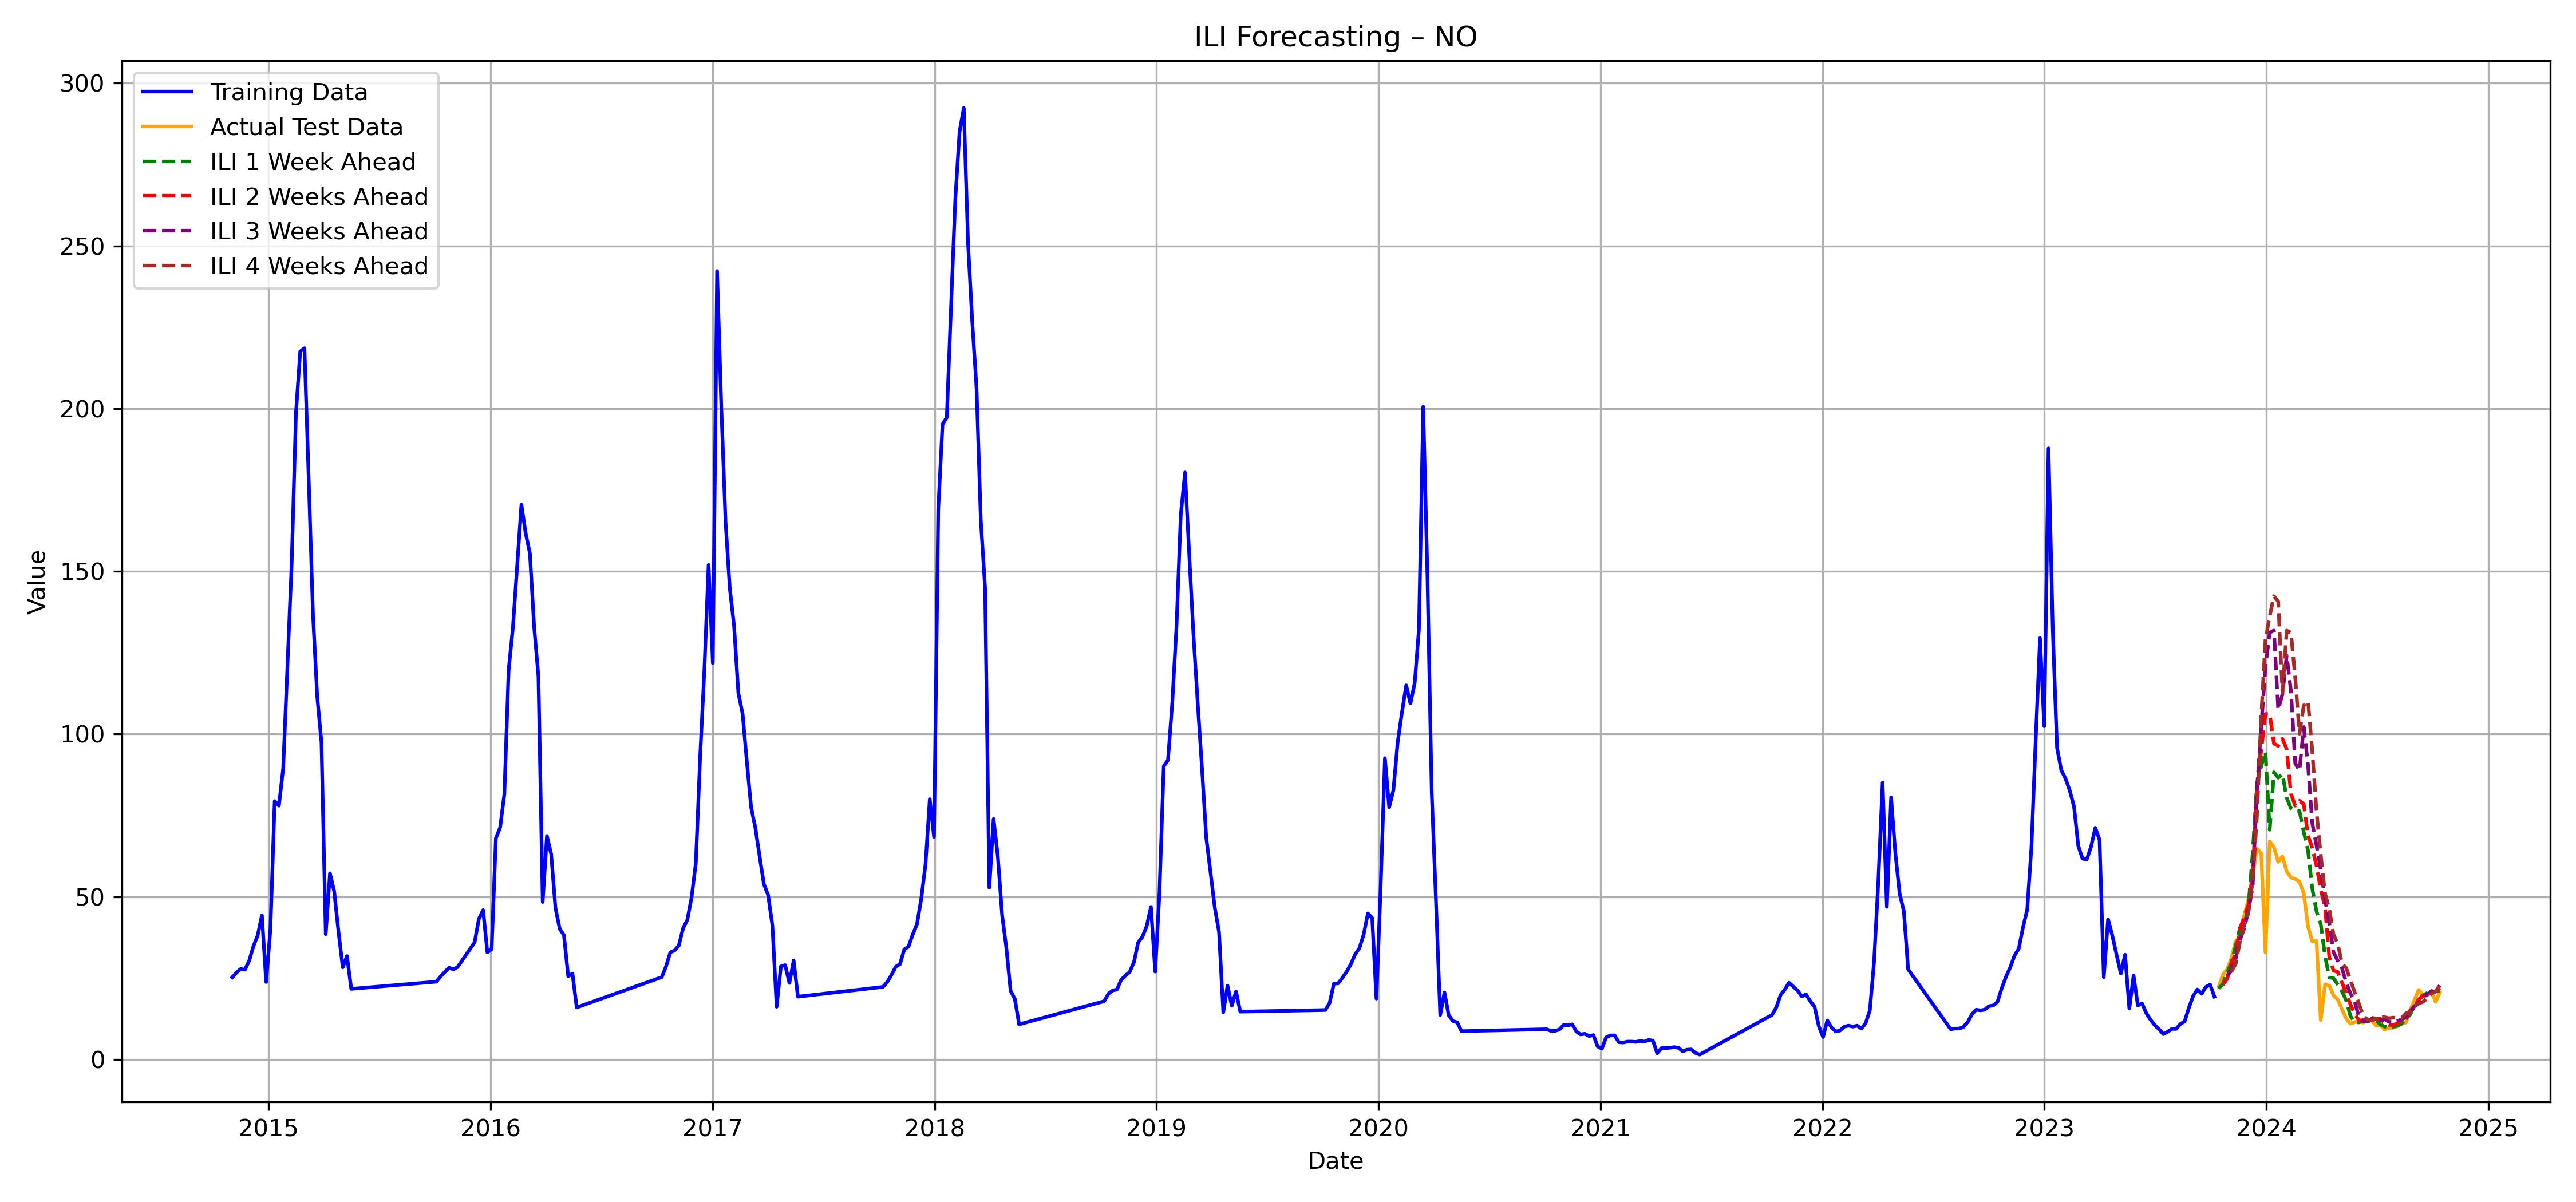 ILI Forecasting – NO
Training Data
Actual Test Data
ILI 1 Week Ahead
ILI 2 Weeks Ahead
ILI 3 Weeks Ahead
ILI 4 Weeks Ahead
300
250
200
150
100
50
0
Value
2015 2016 2017 2018 2019 2020 2021 2022 2023 2024 2025
Date